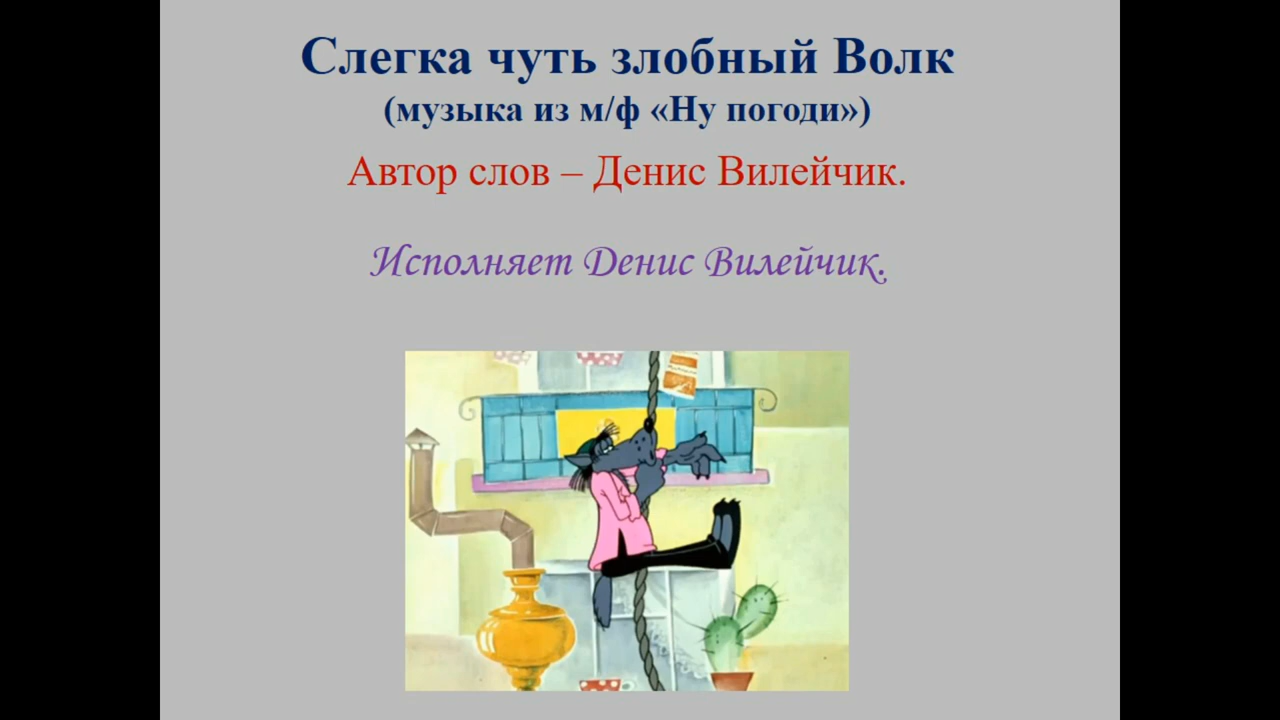 Слегка чуть злобный Волк
(музыка из м/ф «Ну погоди»)
Автор слов – Денис Вилейчик.
Исполняет Денис Вилейчик.